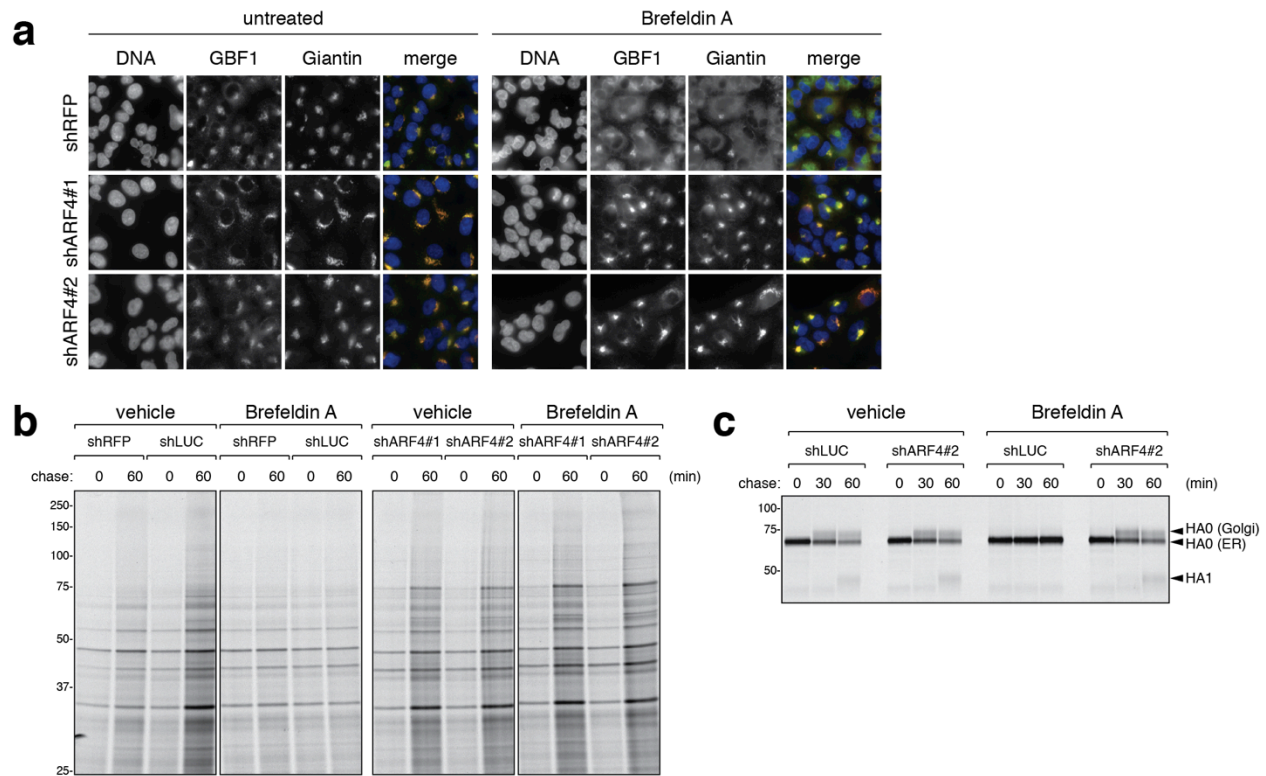 a
untreated Brefeldin A
DNA GBF1 Giantin merge DNA GBF1 Giantin merge
shRFP
shARF4#1
shARF4#2
b
vehicle Brefeldin A vehicle Brefeldin A
shRFP shLUC shRFP shLUC shARF4#1 shARF4#2 shARF4#1 shARF4#2
chase: 0 60 0 60 0 60 0 60 0 60 0 60 0 60 0 60 (min)
250-
150-
100-
75-
50-
37-
25-
c
vehicle Brefeldin A
shLUC shARF4#2 shLUC shARF4#2
chase: 0 30 60 0 30 60 0 30 60 0 30 60 (min)
100-
75-
50-
HA0 (Golgi)
HA0 (ER)
HA1